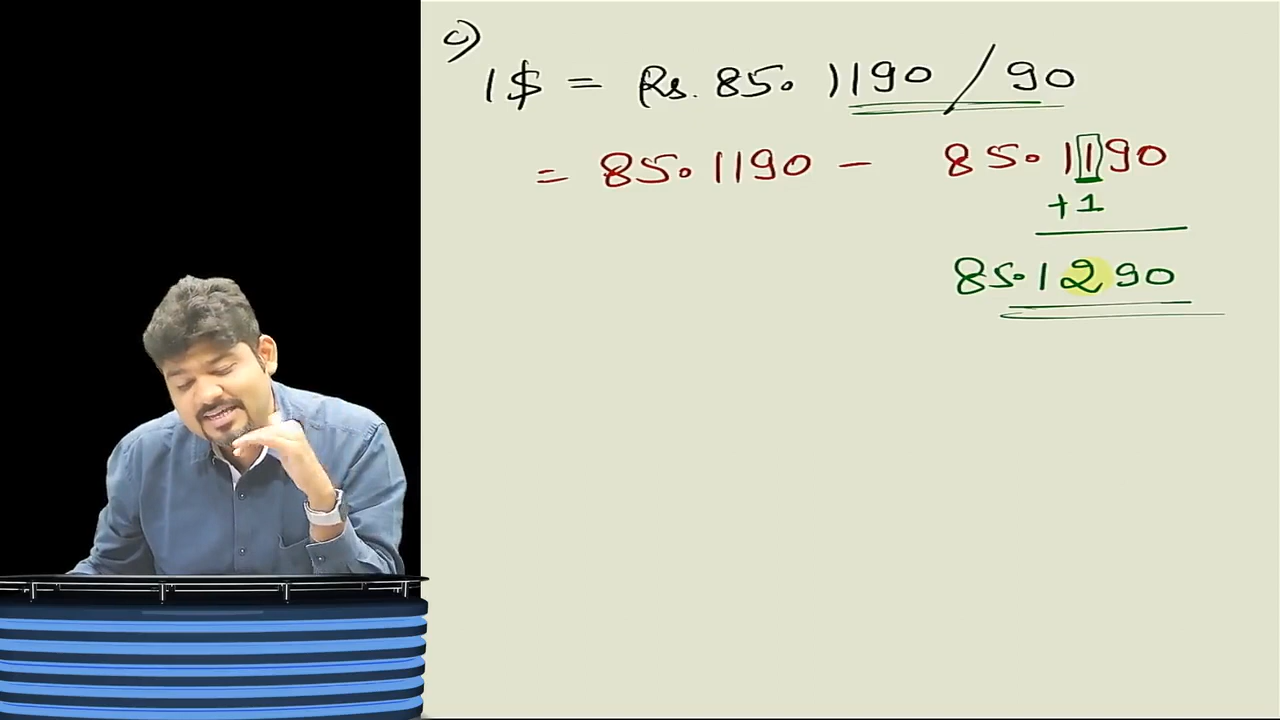 c)
1$ = Rs. 85.1190 / 90
= 85.1190 - 85.1190
+1
85.1290